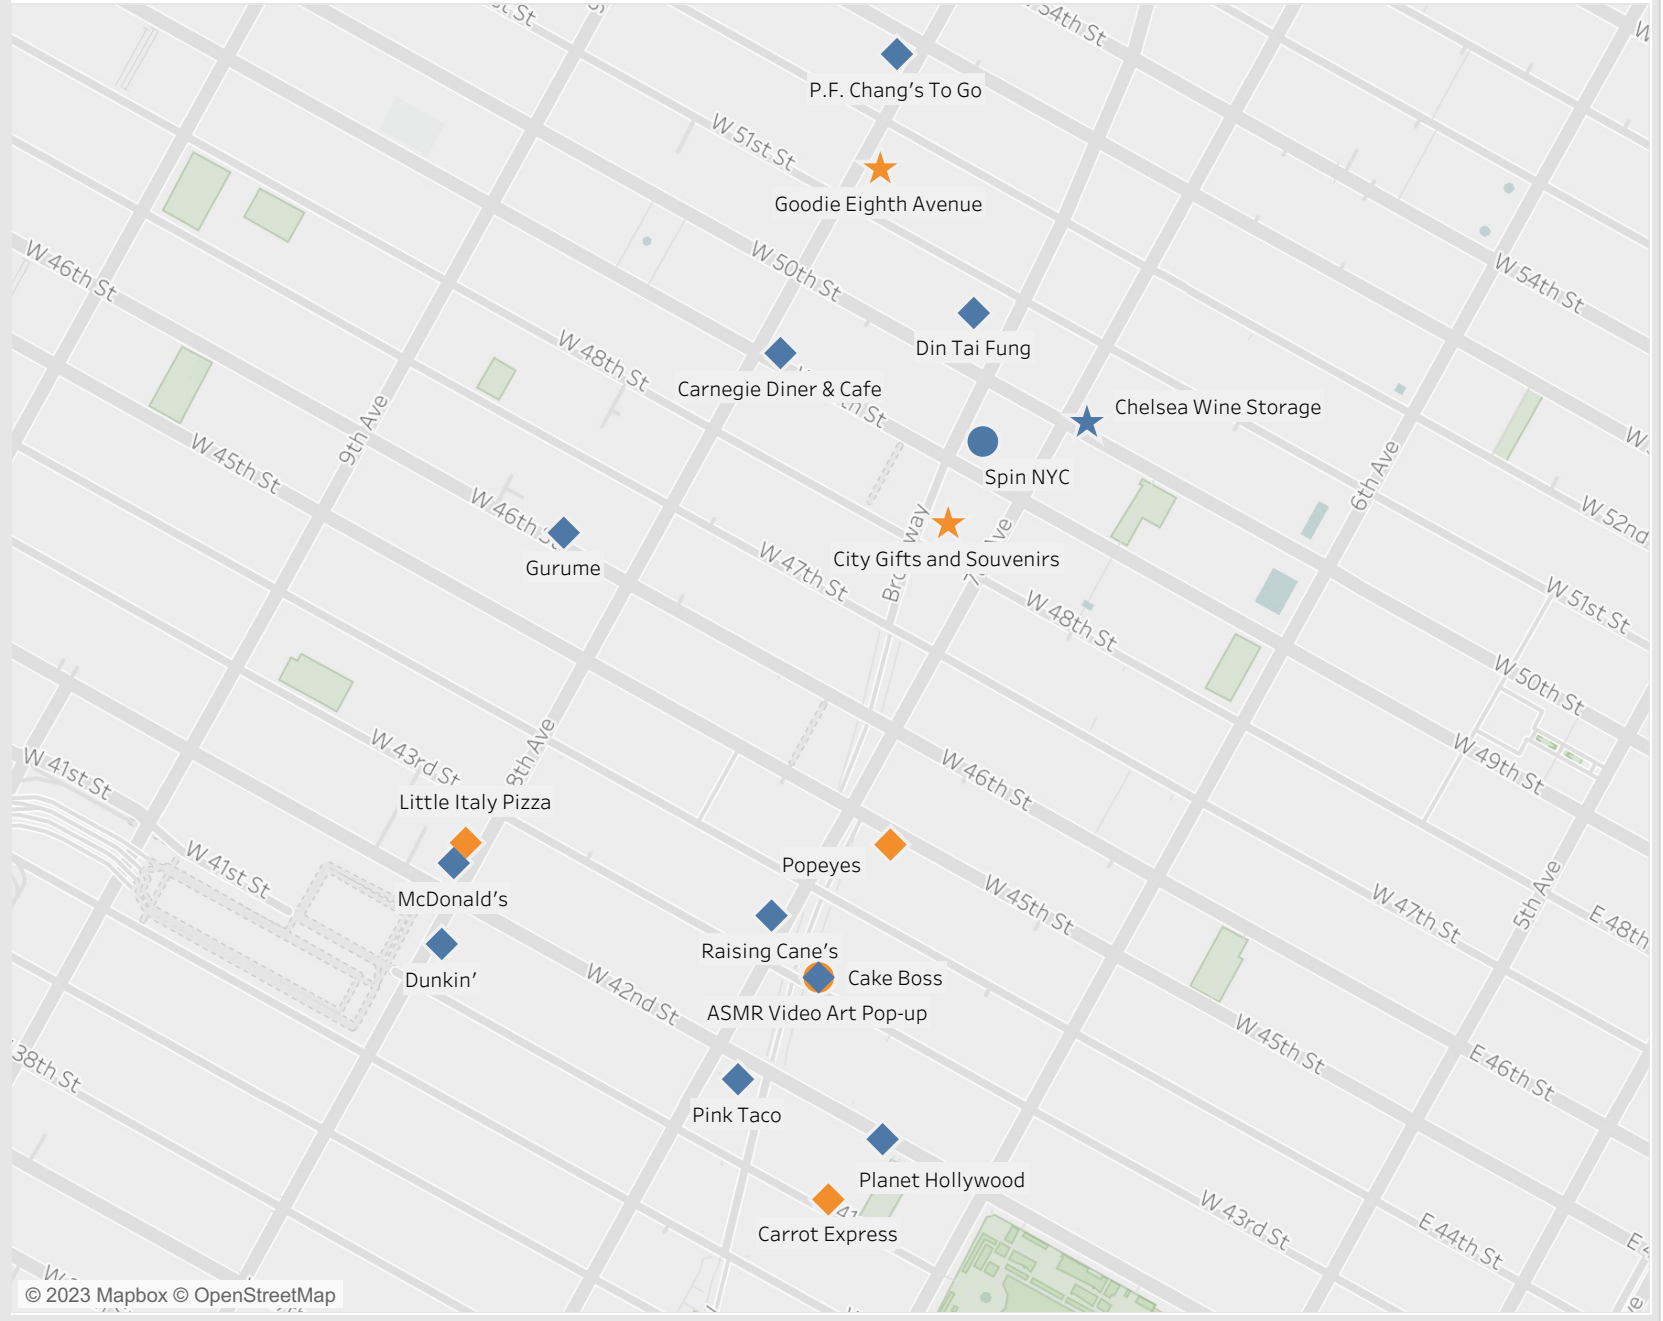 W 54th St
P.F. Chang's To Go
W 51st St
Goodie Eighth Avenue
W 50th St
W 46th St
W 54th St
Din Tai Fung
W 48th St
Carnegie Diner & Cafe
Chelsea Wine Storage
9th Ave
W 45th St
Spin NYC
6th Ave
W 46th St
W 52nd
City Gifts and Souvenirs
Gurume
W 47th St
W 48th St
W 51st St
W 50th St
8th Ave
W 43rd St
W 41st St
W 46th St
W 49th St
Little Italy Pizza
W 41st St
Popeyes
McDonald's
W 45th St
W 47th St
5th Ave
E 48th
Raising Cane's
Dunkin'
Cake Boss
W 42nd St
ASMR Video Art Pop-up
W 45th St
38th St
E 46th St
Pink Taco
Planet Hollywood
Carrot Express
W 43rd St
E 44th St
© 2023 Mapbox © OpenStreetMap